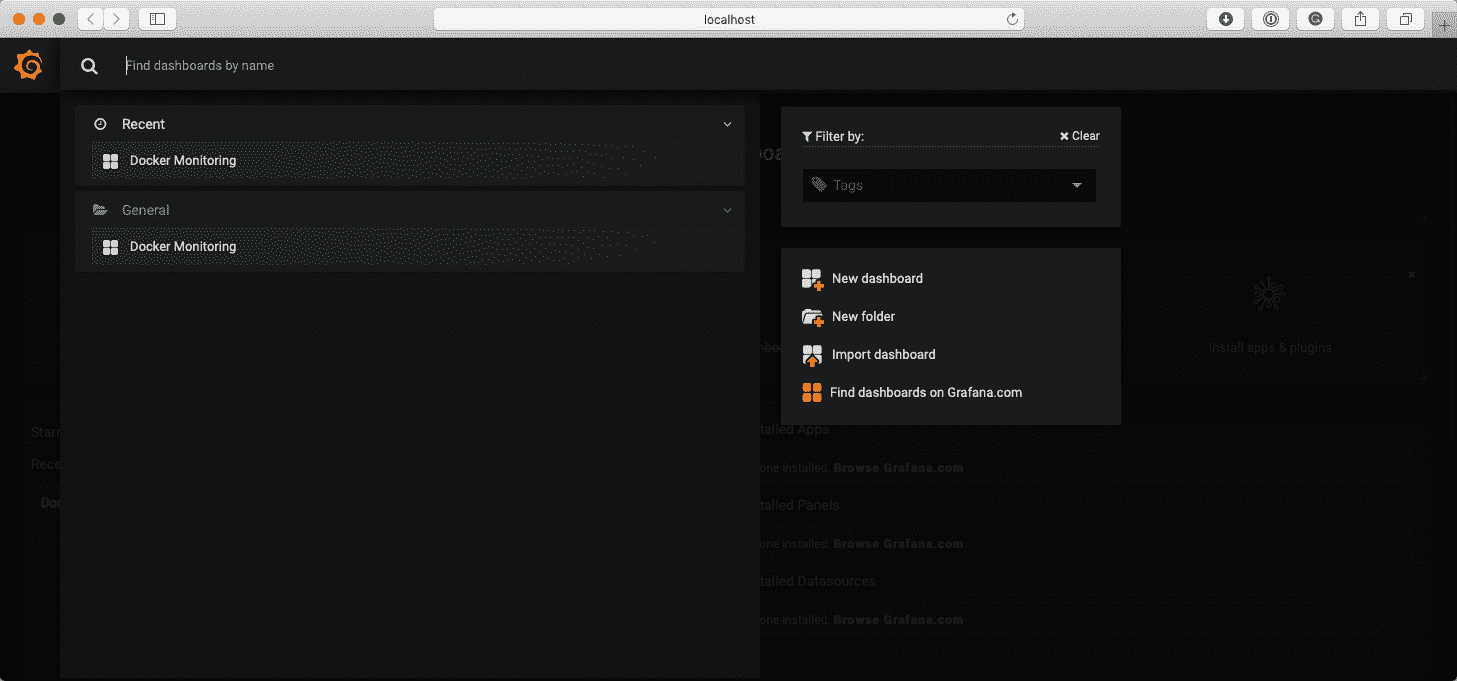 localhost
Find dashboards by name
Recent
Docker Monitoring
General
Docker Monitoring
Filter by:
Clear
Tags
New dashboard
New folder
Import dashboard
Find dashboards on Grafana.com
Install apps & plugins
talled Apps
one installed. Browse Grafana.com
talled Panels
one installed. Browse Grafana.com
talled Datasources
one installed. Browse Grafana.com
Starr
Rece
Doc